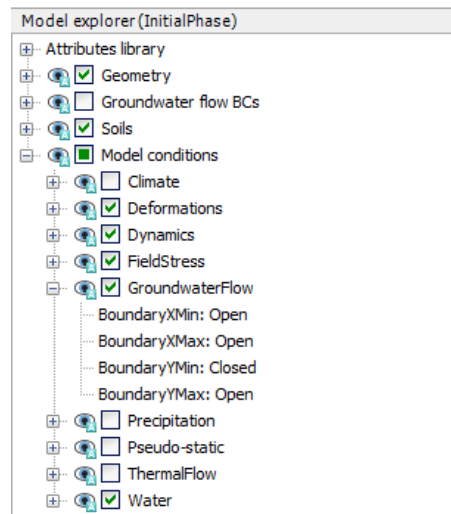 Model explorer (InitialPhase)
Attributes library
Geometry
Groundwater flow BCs
Soils
Model conditions
Climate
Deformations
Dynamics
FieldStress
GroundwaterFlow
BoundaryXMin: Open
BoundaryXMax: Open
BoundaryYMin: Closed
BoundaryYMax: Open
Precipitation
Pseudo-static
ThermalFlow
Water